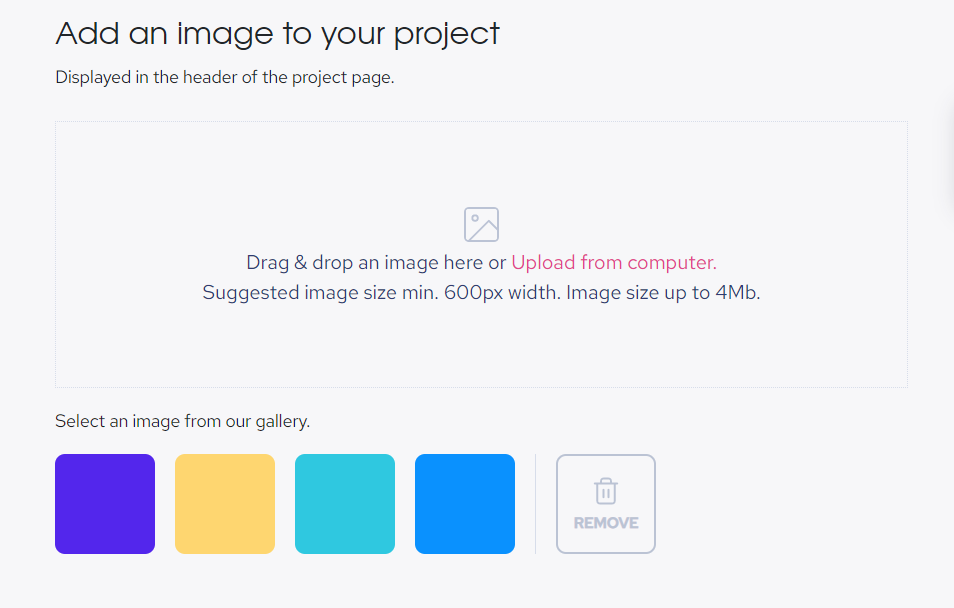 Add an image to your project
Displayed in the header of the project page.
Drag & drop an image here or Upload from computer.
Suggested image size min. 600px width. Image size up to 4Mb.
Select an image from our gallery.
REMOVE